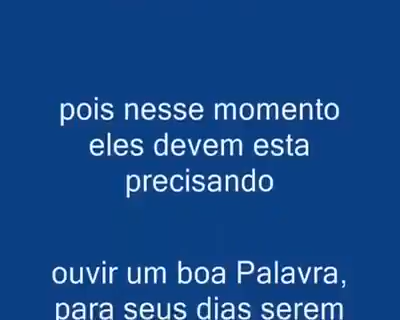 pois nesse momento
eles devem esta
precisando
ouvir um boa Palavra,
para seus dias serem